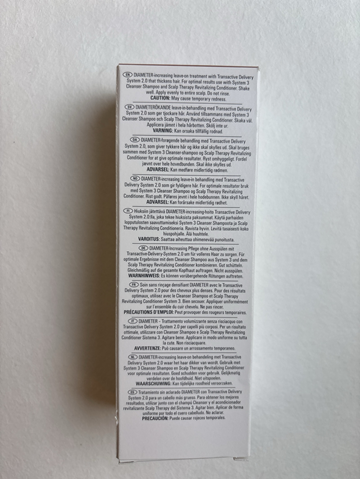 DIAMETER-increasing leave-on treatment with Transactive Delivery
System 2.0 that thickens hair. For optimal results use with System 3
Cleanser Shampoo and Scalp Therapy Revitalizing Conditioner. Shake
well. Apply evenly to entire scalp. Do not rinse.
CAUTION: May cause temporary redness.
DIAMETERÖKANDE leave-in-behandling med Transactive Delivery
System 2.0 som ger tjockare hår. Använd tillsammans med System 3
Cleanser Shampoo och Scalp Therapy Revitalizing Conditioner. Skaka väl.
Applicera jämnt i hela hårbotten. Skölj inte ur.
VARNING: Kan orsaka tillfällig rodnad.
DIAMETER-forøgende behandling med Transactive Delivery
System 2.0, som giver tykkere hår og ikke skal skylles ud. Skal bruges
sammen med System 3 Cleanser shampoo og Scalp Therapy Revitalizing
Conditioner for at give optimale resultater. Ryst omhyggeligt. Fordel
jævnt over hele hovedbunden. Skal ikke skylles ud.
ADVARSEL: Kan medføre midlertidig rødmen.
DIAMETER-økende leave-in-behandling med Transactive Delivery
System 2.0 som gir fyldigere hår. For optimale resultater bruk
med System 3 Cleanser Shampoo og Scalp Therapy Revitalizing
Conditioner. Rist godt. Påføres jevnt i hele hodebunnen. Ikke skyll håret.
ADVARSEL: Kan forårsake midlertidig rødhet.
Hiuksiin jätettävä DIAMETER-increasing-hoito Transactive Delivery
System 2.0:lla, joka tekee hiuksista paksummat. Käytä parhaiden
lopputulosten saavuttamiseksi System 3 Cleanser Shampoo ja Scalp
Therapy Revitalizing Conditioneria. Ravista hyvin. Levitä tasaisesti koko
hiuspohjalle. Älä huuhtele.
VAROITUS: Saattaa aiheuttaa ohimenevää punoitusta.
DIAMETER-increasing Pflege ohne Ausspülen mit
Transactive Delivery System 2.0 um für volleres Haar zu sorgen. Für
optimale Ergebnisse mit dem Cleanser Shampoo System 3 und dem
Scalp Therapy Revitalizing Conditioner kombinieren. Gut schütteln.
Gleichmäßig auf die gesamte Kopfhaut auftragen. Nicht ausspülen.
WARNHINWEIS: Es können vorübergehende Rötungen auftreten.
Soin sans rinçage densifiant DIAMETER avec le Transactive
Delivery System 2.0 pour des cheveux plus denses. Pour des résultats
optimaux, utiliser avec le Cleanser Shampoo et Scalp Therapy
Revitalizing Conditioner System 3. Bien secouer. Appliquer uniformément
sur l'ensemble du cuir chevelu. Ne pas rincer.
PRÉCAUTIONS D'EMPLOI: Peut provoquer des rougeurs temporaires.
DIAMETER - Trattamento volumizzante senza risciacquo con
Transactive Delivery System 2.0 per capelli più corposi. Per un risultato
ottimale, utilizzare con Cleanser Shampoo e Scalp Therapy Revitalizing
Conditioner Sistema 3. Agitare bene. Applicare in modo uniforme su tutta
la cute. Non risciacquare.
AVVERTENZE: Può causare un arrossamento temporaneo.
DIAMETER-increasing leave-in behandeling met Transactive
Delivery System 2.0 waar het haar dikker van wordt. Gebruik met
System 3 Cleanser Shampoo en Scalp Therapy Revitalizing Conditioner
voor optimale resultaten. Goed schudden voor gebruik. Gelijkmatig
verdelen over de hoofdhuid. Niet uitspoelen.
WAARSCHUWING: Kan tijdelijke roodheid veroorzaken.
Tratamiento sin aclarado DIAMETER con Transactive Delivery
System 2.0 para un cabello más grueso. Para obtener los mejores
resultados, utilizar junto con el champú Cleanser y el acondicionador
revitalizante Scalp Therapy del Sistema 3. Agitar bien. Aplicar de forma
uniforme por todo el cuero cabelludo. No aclarar.
PRECAUCIÓN: Puede causar rojeces temporales.